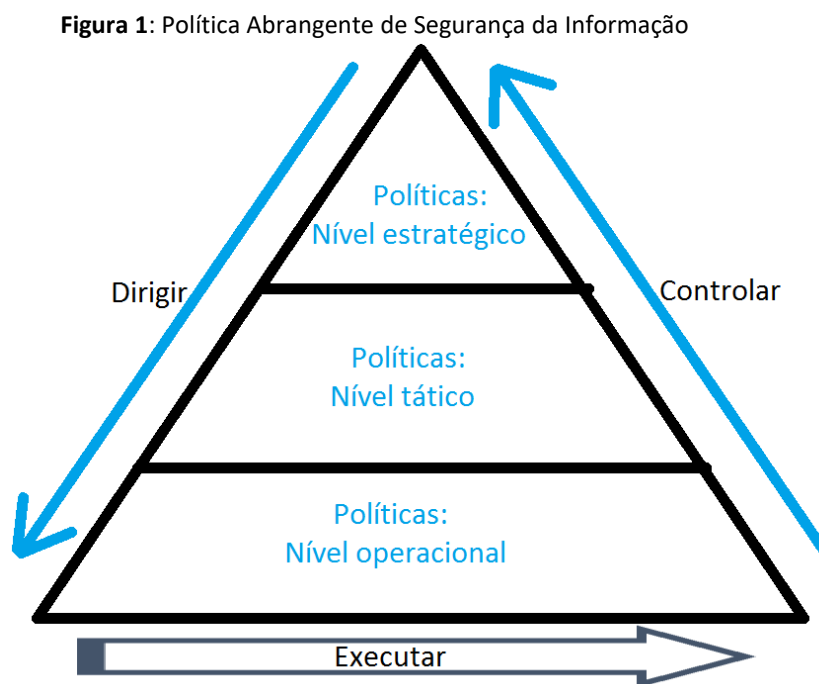 Figura 1: Política Abrangente de Segurança da Informação
Políticas:
Nível estratégico
Dirigir
Controlar
Políticas:
Nível tático
Políticas:
Nível operacional
Executar